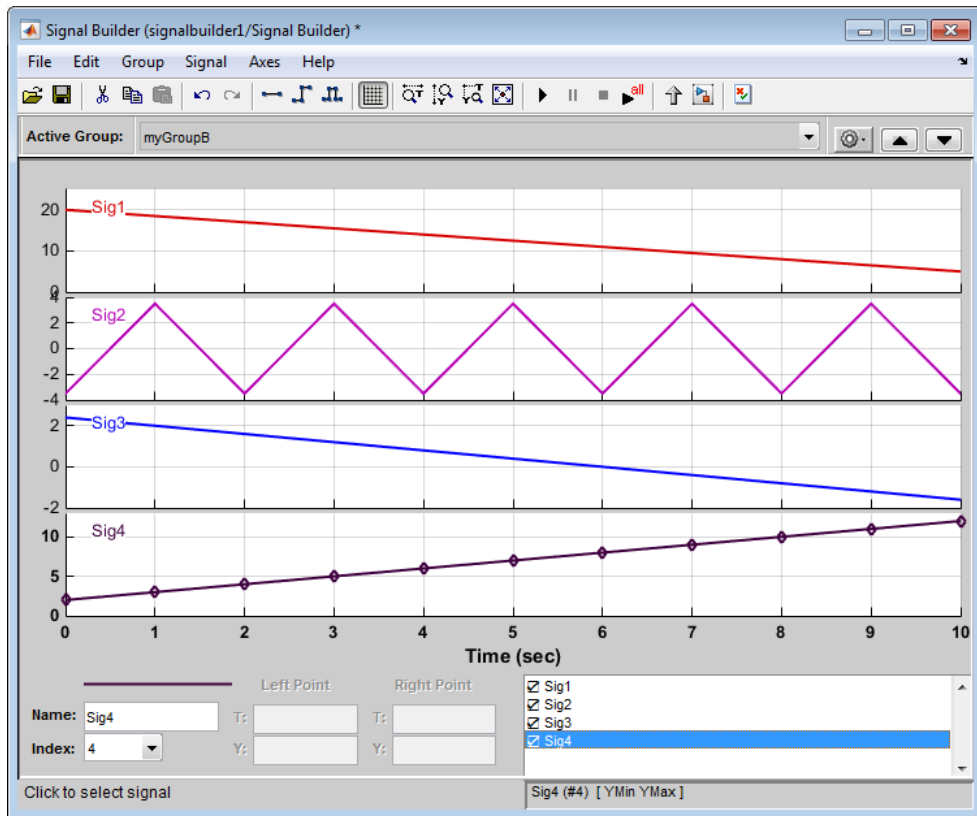 Signal Builder (signalbuilder1/Signal Builder) *
File Edit Group Signal Axes Help
all
Active Group: myGroupB
Sig1
20
10
0
Sig2
4
2
0
-2
-4
Sig3
2
0
-2
Sig4
10
5
0
0 1 2 3 4 5 6 7 8 9 10
Time (sec)
Left Point Right Point
Name: Sig4 T: T:
Index: 4 Y: Y:
Sig1
Sig2
Sig3
Sig4
Click to select signal Sig4 (#4) [ YMin YMax ]